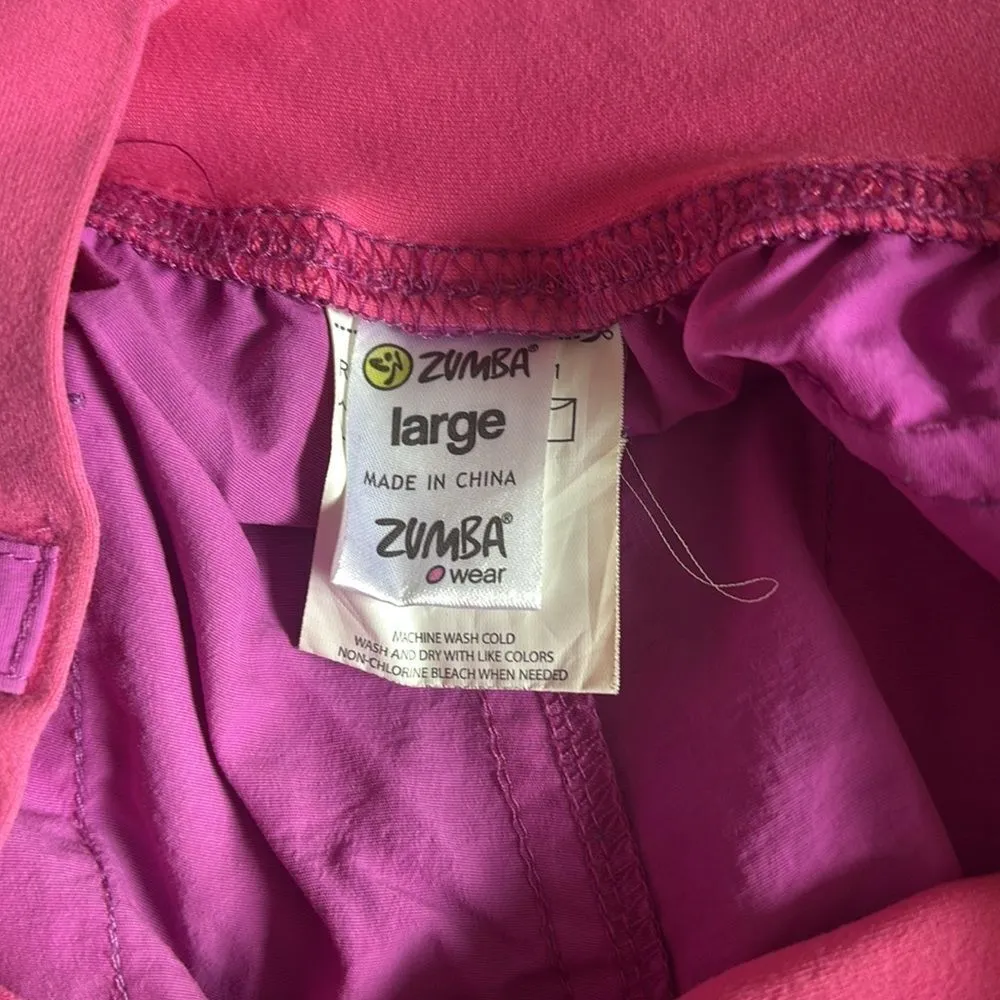 ZUMBA®
large
MADE IN CHINA
ZUMBA®
wear
MACHINE WASH COLD
WASH AND DRY WITH LIKE COLORS
NON-CHLORINE BLEACH WHEN NEEDED